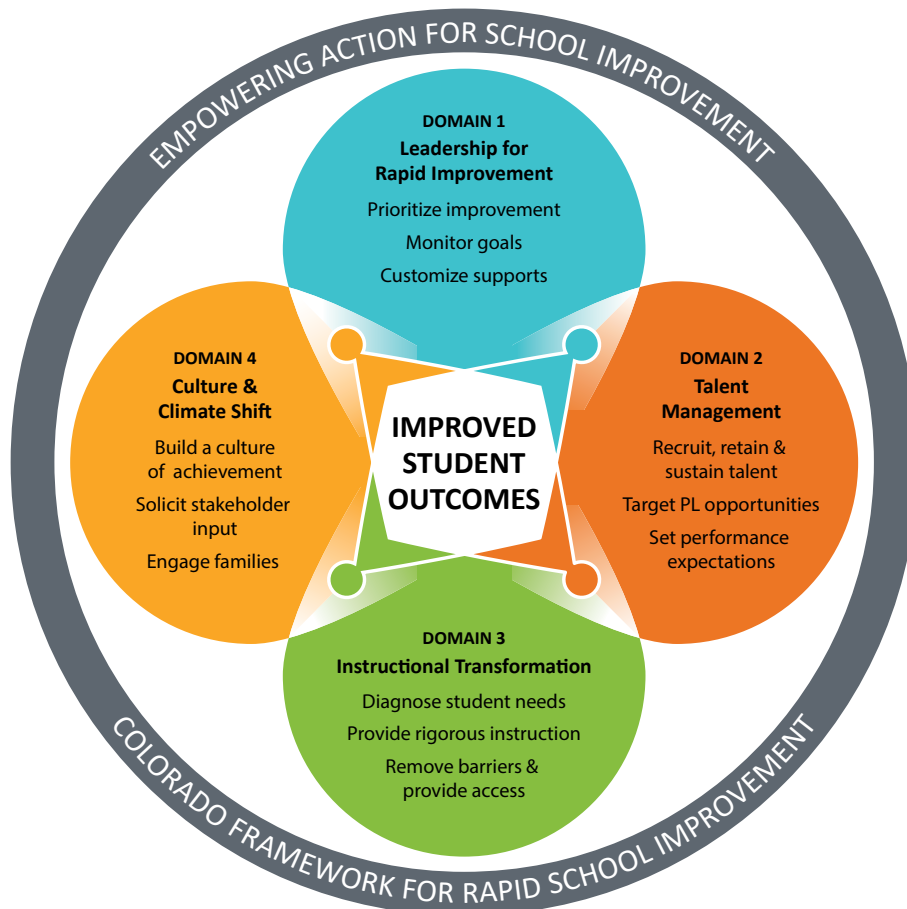 EMPOWERING ACTION FOR SCHOOL IMPROVEMENT
DOMAIN 1
Leadership for
Rapid Improvement
Prioritize improvement
Monitor goals
Customize supports
DOMAIN 4
Culture &
Climate Shift
Build a culture
of achievement
Solicit stakeholder
input
Engage families
IMPROVED
STUDENT
OUTCOMES
DOMAIN 2
Talent
Management
Recruit, retain &
sustain talent
Target PL opportunities
Set performance
expectations
DOMAIN 3
Instructional Transformation
Diagnose student needs
Provide rigorous instruction
Remove barriers &
provide access
COLORADO FRAMEWORK FOR RAPID SCHOOL IMPROVEMENT